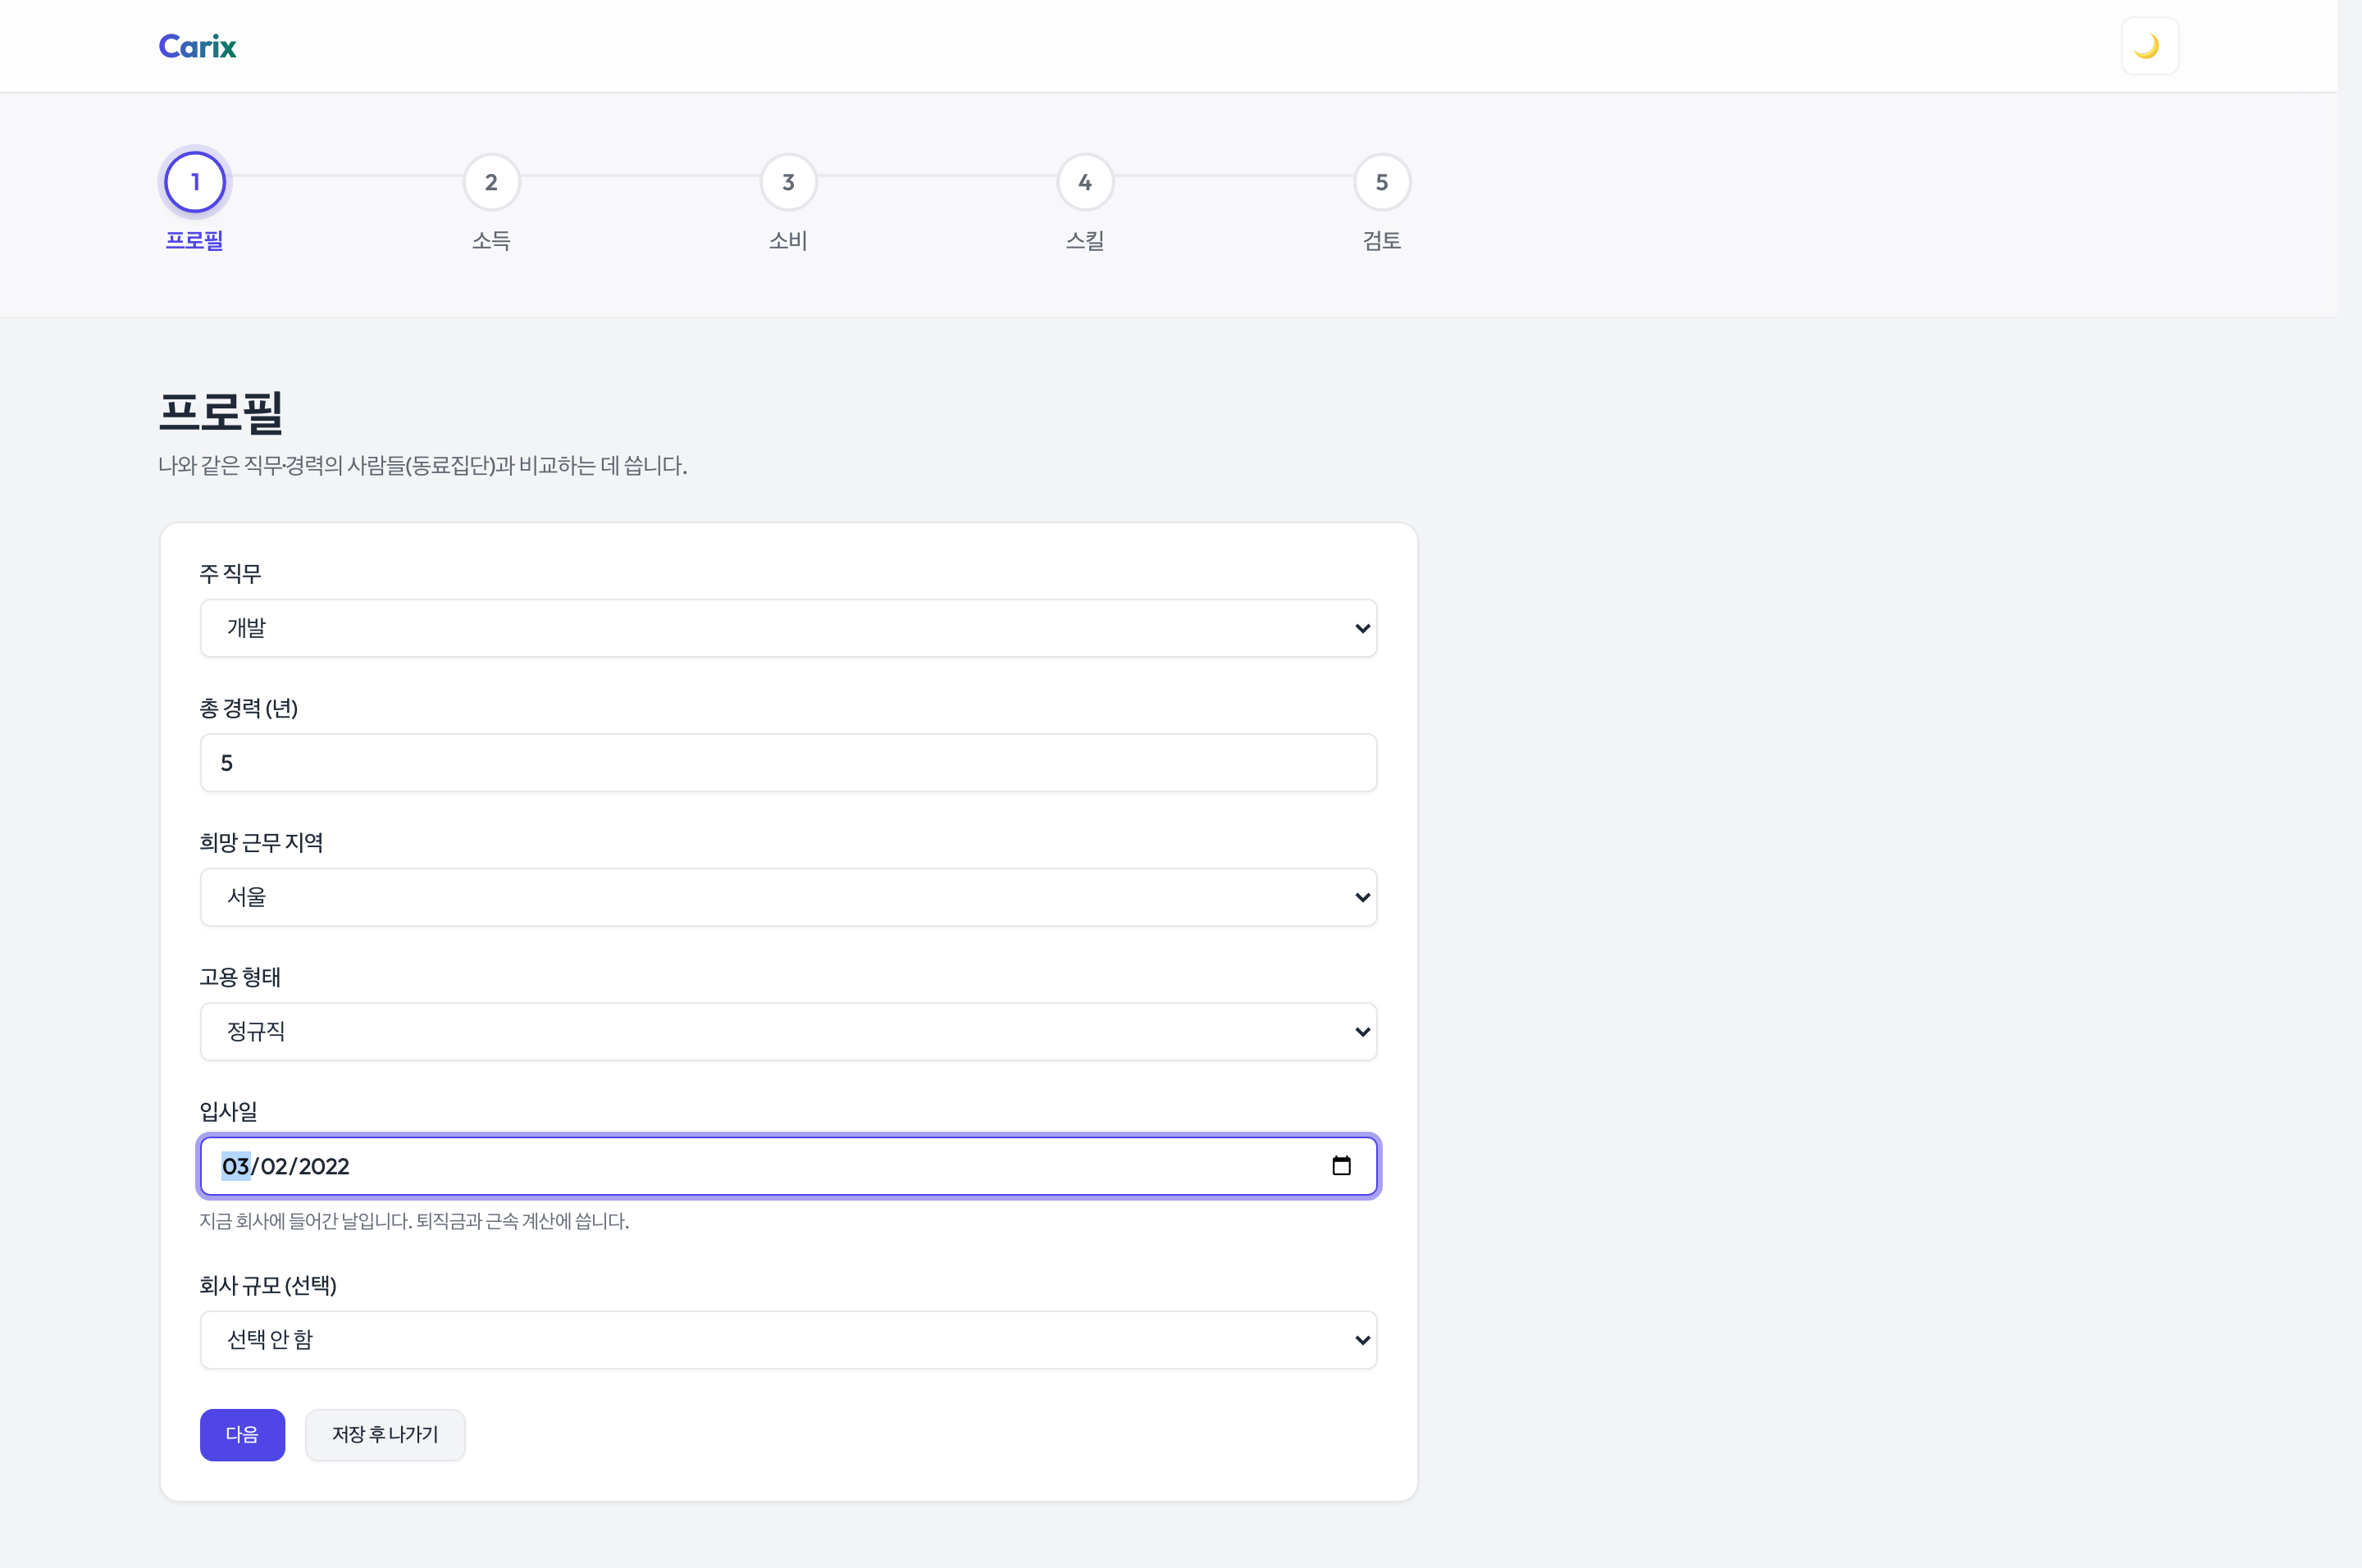 Carix
1
2
3
4
5
프로필
소득
소비
스킬
검토
프로필
나와 같은 직무·경력의 사람들(동료집단)과 비교하는 데 씁니다.
주 직무
개발
총 경력 (년)
5
희망 근무 지역
서울
고용 형태
정규직
입사일
03/02/2022
지금 회사에 들어간 날입니다. 퇴직금과 근속 계산에 씁니다.
회사 규모 (선택)
선택 안 함
다음
저장 후 나가기